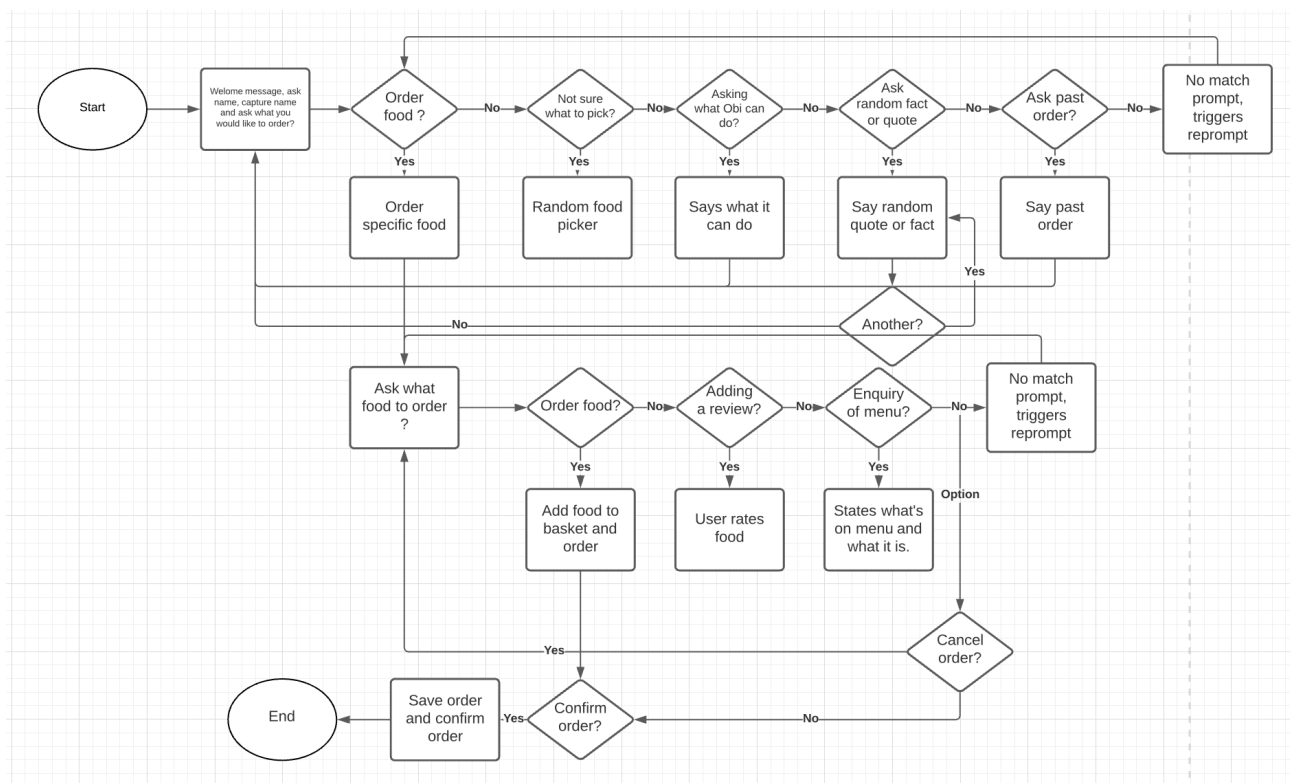 Start
Welome message, ask
name, capture name
and ask what you
would like to order?
Order
food ?
No
Not sure
what to pick?
No
Asking
what Obi can
do?
No
Ask
random fact
or quote
No
Ask past
order?
No
No match
prompt,
triggers
reprompt
Yes
Yes
Yes
Yes
Yes
Order
specific food
Random food
picker
Says what it
can do
Say random
quote or fact
Say past
order
Yes
Another?
No
Ask what
food to order
?
Order food?
No
Adding
a review?
No
Enquiry
of menu?
No
No match
prompt,
triggers
reprompt
Yes
Yes
Yes
Option
Add food to
basket and
order
User rates
food
States what's
on menu and
what it is.
Cancel
order?
Yes
End
Save order
and confirm
order
Yes
Confirm
order?
No